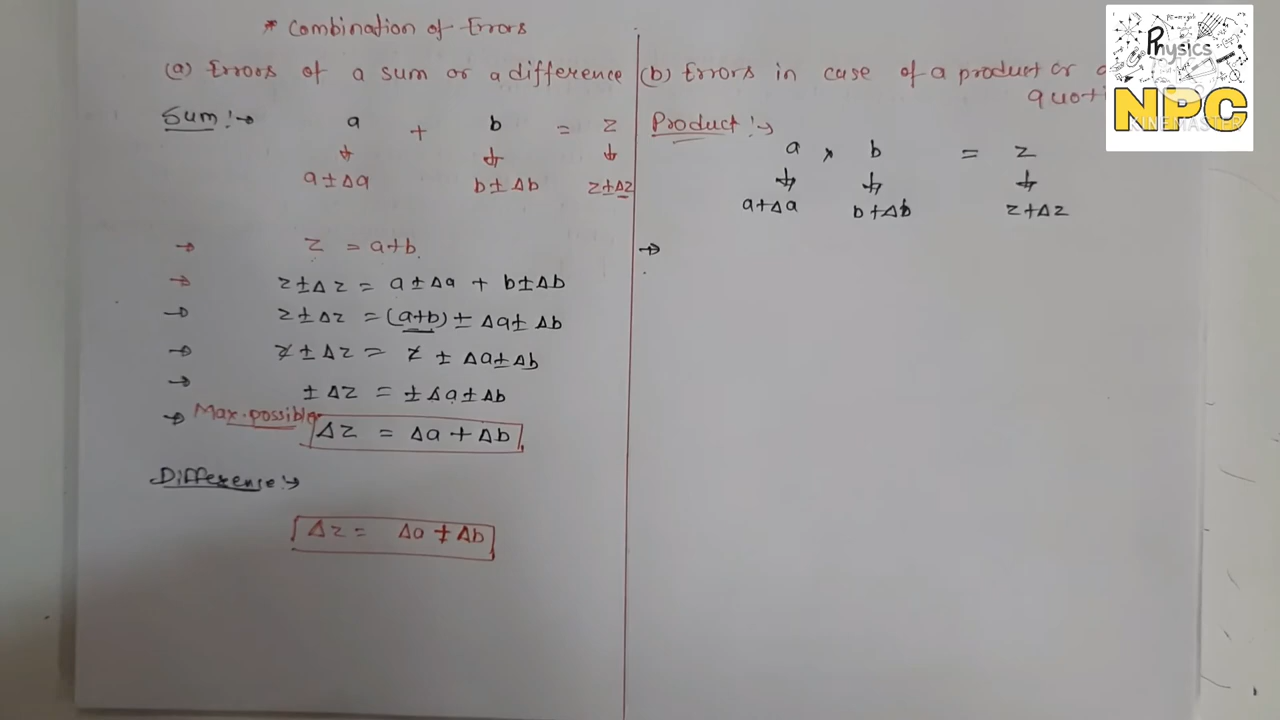 * Combination of Errors
(a) Errors of a sum or a difference
Sum :→
a + b = z
a ± Δa b ± Δb z ± Δz
→ z = a+b
→ z ± Δz = a ± Δa + b ± Δb
→ z ± Δz = (a+b) ± Δa ± Δb
→ z ± Δz = z ± Δa ± Δb
→ ± Δz = ± Δa ± Δb
→ Max. possible Δz = Δa + Δb
Difference :→
Δz = Δa ± Δb
(b) Errors in case of a product or
Product :→
a × b = z
a + Δa b + Δb z + Δz
→
Physics
NPC
KINEMASTER